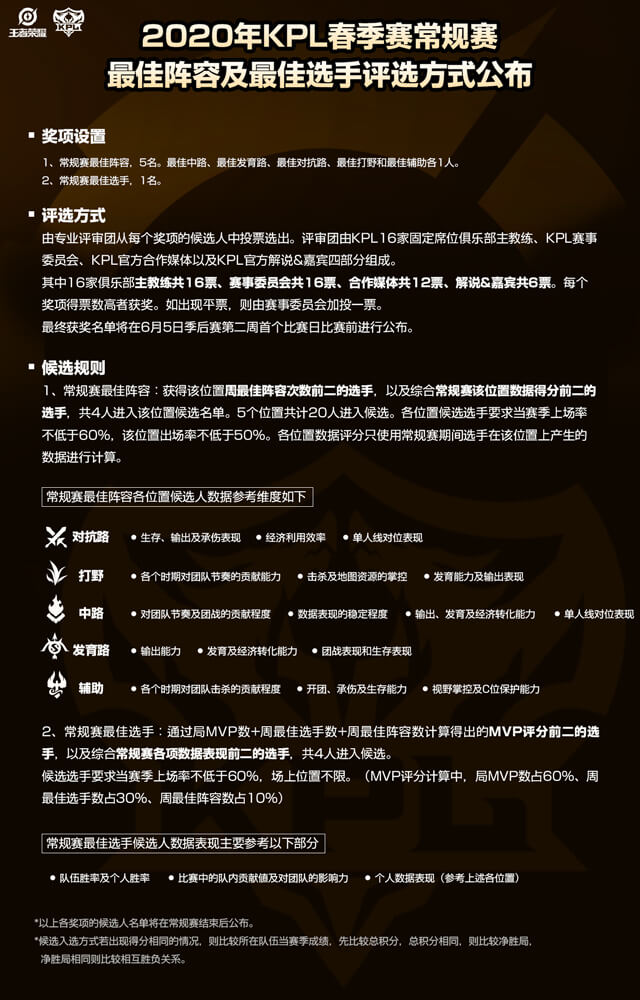 王者荣耀
KPL
2020年KPL春季赛常规赛
最佳阵容及最佳选手评选方式公布
奖项设置
1、常规赛最佳阵容，5名。最佳中路、最佳发育路、最佳对抗路、最佳打野和最佳辅助各1人。
2、常规赛最佳选手，1名。
评选方式
由专业评审团从每个奖项的候选人中投票选出。评审团由KPL16家固定席位俱乐部主教练、KPL赛事
委员会、KPL官方合作媒体以及KPL官方解说&嘉宾四部分组成。
其中16家俱乐部主教练共16票、赛事委员会共16票、合作媒体共12票、解说&嘉宾共6票。每个
奖项得票数高者获奖。如出现平票，则由赛事委员会加投一票。
最终获奖名单将在6月5日季后赛第二周首个比赛日比赛前进行公布。
候选规则
1、常规赛最佳阵容：获得该位置周最佳阵容次数前二的选手，以及综合常规赛该位置数据得分前二的
选手，共4人进入该位置候选名单。5个位置共计20人进入候选。各位置候选选手要求当赛季上场率
不低于60%，该位置出场率不低于50%。各位置数据评分只使用常规赛期间选手在该位置上产生的
数据进行计算。
常规赛最佳阵容各位置候选人数据参考维度如下
对抗路 ● 生存、输出及承伤表现 ● 经济利用效率 ● 单人线对位表现
打野 ● 各个时期对团队节奏的贡献能力 ● 击杀及地图资源的掌控 ● 发育能力及输出表现
中路 ● 对团队节奏及团战的贡献程度 ● 数据表现的稳定程度 ● 输出、发育及经济转化能力 ● 单人线对位表现
发育路 ● 输出能力 ● 发育及经济转化能力 ● 团战表现和生存表现
辅助 ● 各个时期对团队击杀的贡献程度 ● 开团、承伤及生存能力 ● 视野掌控及C位保护能力
2、常规赛最佳选手：通过局MVP数+周最佳选手数+周最佳阵容数计算得出的MVP评分前二的选
手，以及综合常规赛各项数据表现前二的选手，共4人进入候选。
候选选手要求当赛季上场率不低于60%，场上位置不限。（MVP评分计算中，局MVP数占60%、周
最佳选手数占30%、周最佳阵容数占10%）
常规赛最佳选手候选人数据表现主要参考以下部分
● 队伍胜率及个人胜率 ● 比赛中的队内贡献值及对团队的影响力 ● 个人数据表现（参考上述各位置）
*以上各奖项的候选人名单将在常规赛结束后公布。
*候选入选方式若出现得分相同的情况，则比较所在队伍当赛季成绩，先比较总积分，总积分相同，则比较净胜局，
净胜局相同则比较相互胜负关系。